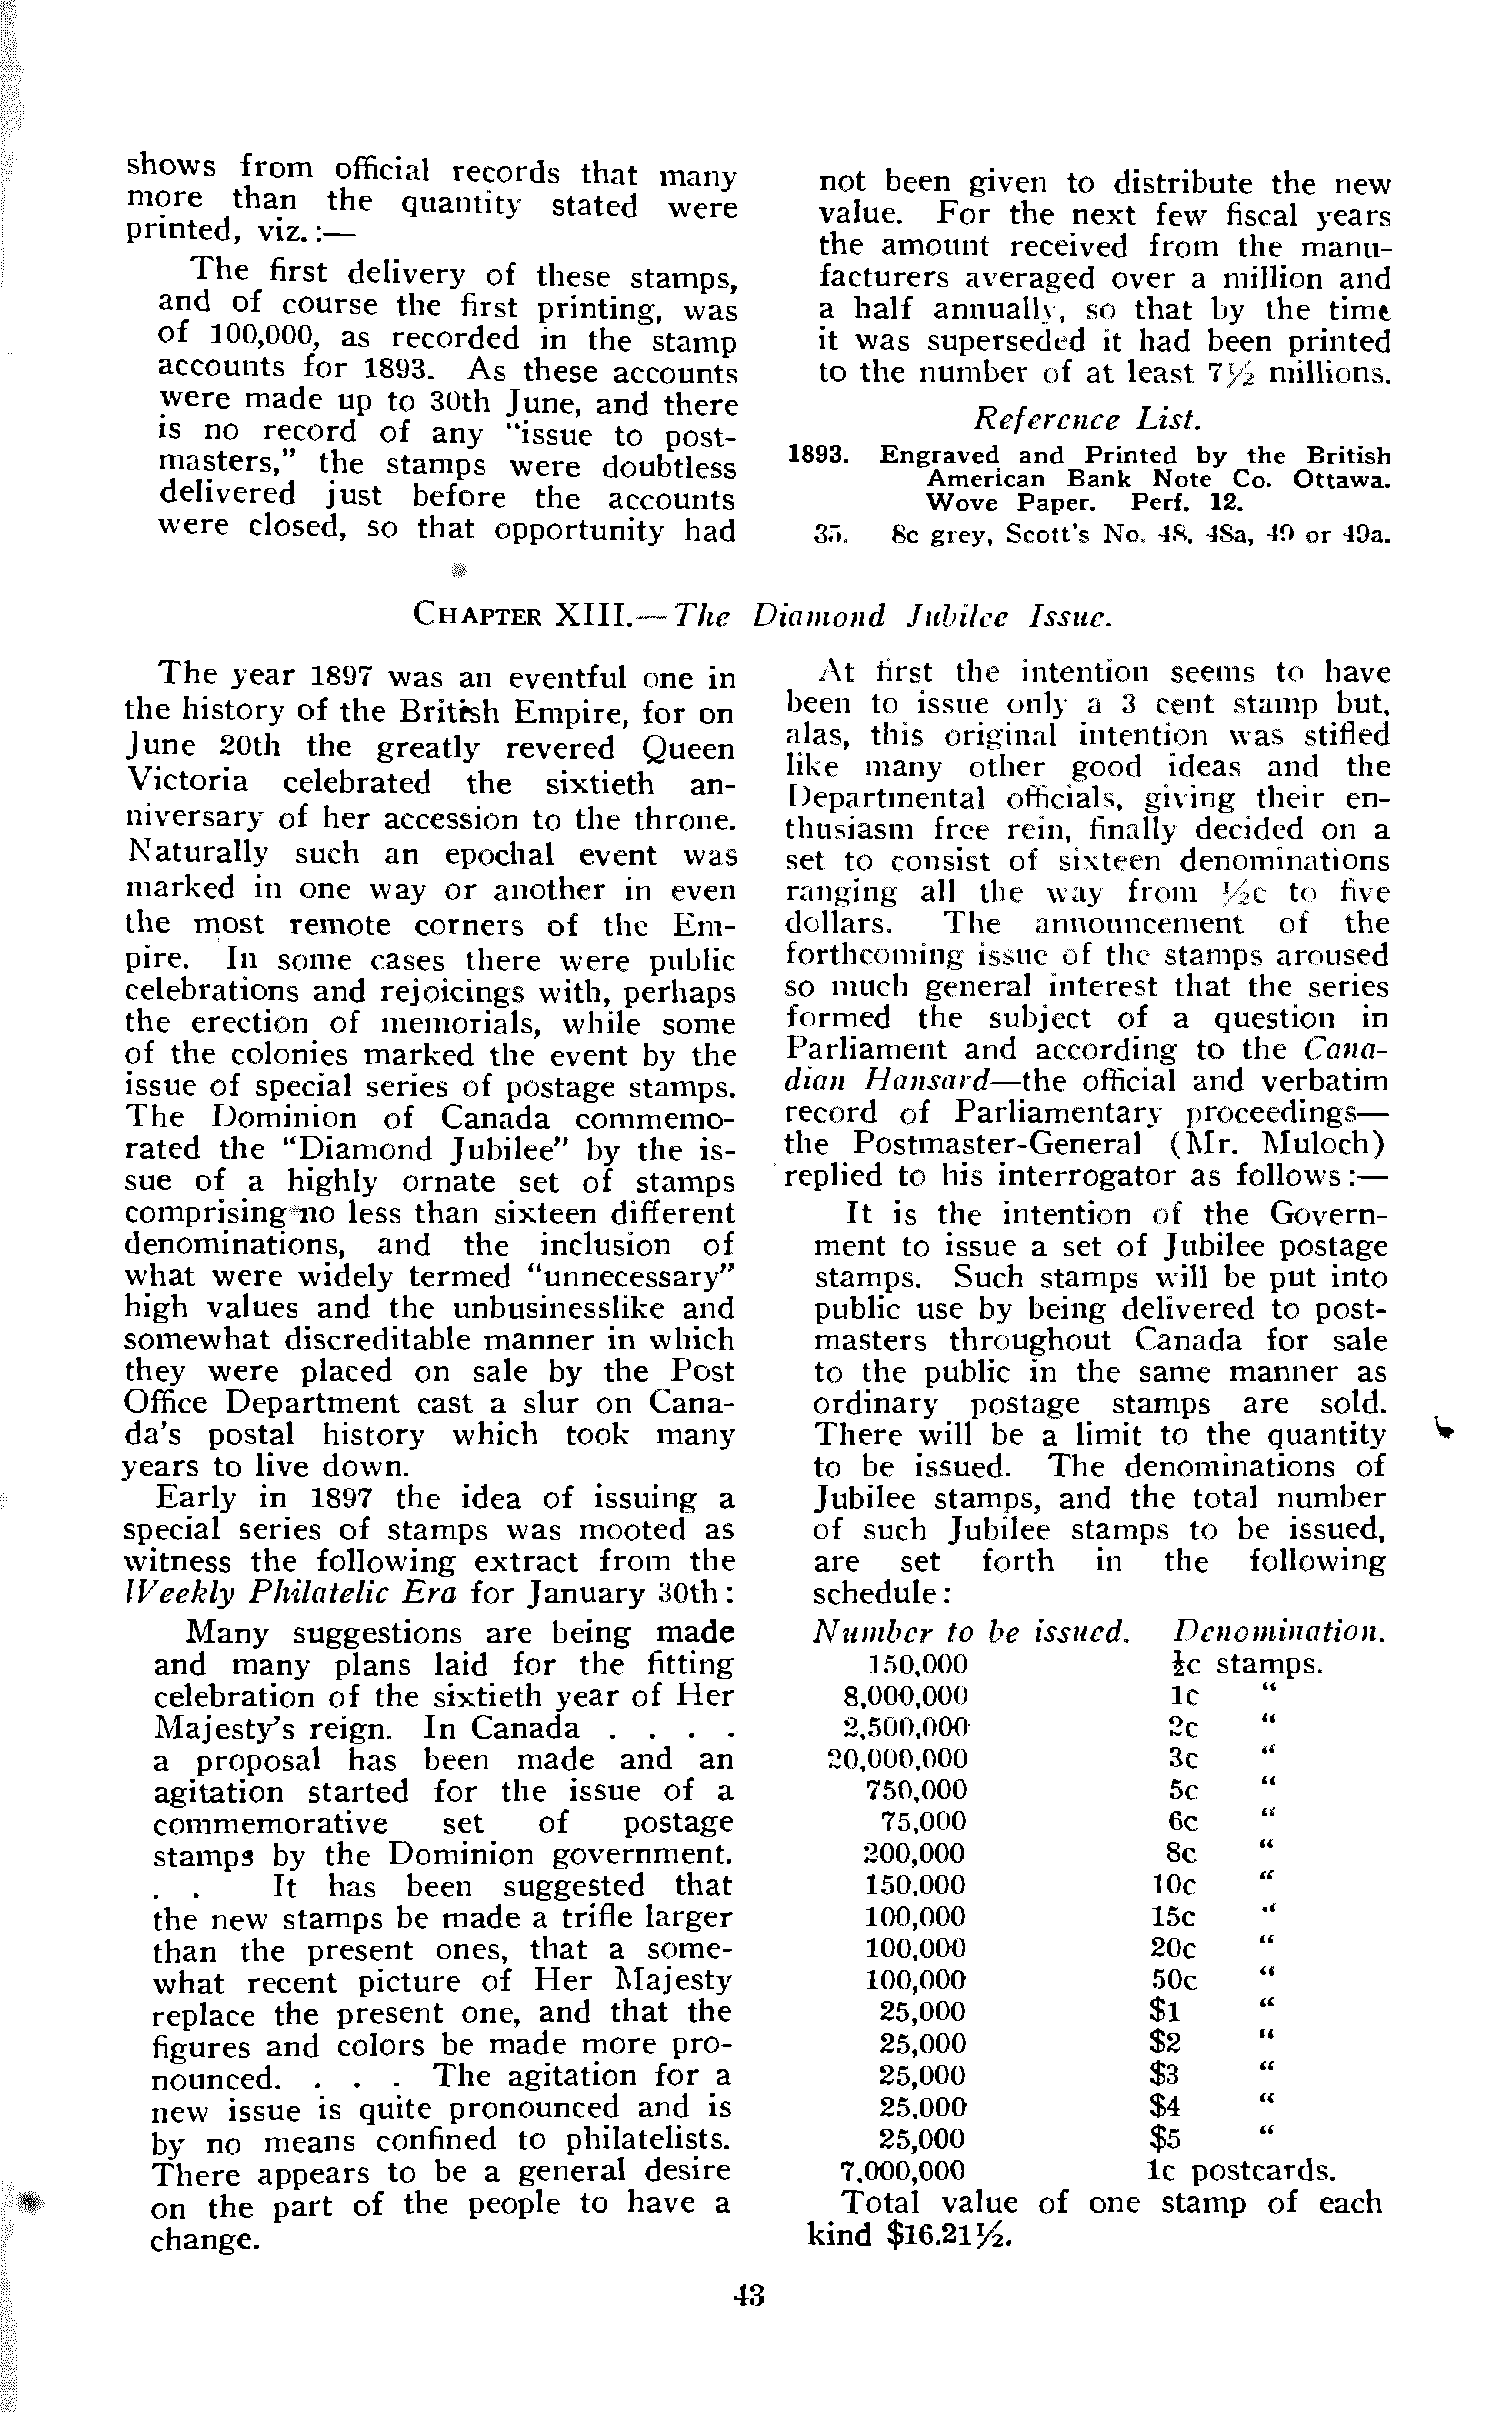 shows from official records that many
more than the quantity stated were
printed, viz.:—
The first delivery of these stamps,
and of course the first printing, was
of 100,000, as recorded in the stamp
accounts for 1893. As these accounts
were made up to 30th June, and there
is no record of any "issue to post-
masters," the stamps were doubtless
delivered just before the accounts
were closed, so that opportunity had
not been given to distribute the new
value. For the next few fiscal years
the amount received from the manu-
facturers averaged over a million and
a half annually, so that by the time
it was superseded it had been printed
to the number of at least 7½ millions.
Reference List.
1893. Engraved and Printed by the British
American Bank Note Co. Ottawa.
Wove Paper. Perf. 12.
35. 8c grey, Scott's No. 48, 48a, 49 or 49a.
CHAPTER XIII.—The Diamond Jubilee Issue.
The year 1897 was an eventful one in
the history of the British Empire, for on
June 20th the greatly revered Queen
Victoria celebrated the sixtieth an-
niversary of her accession to the throne.
Naturally such an epochal event was
marked in one way or another in even
the most remote corners of the Em-
pire. In some cases there were public
celebrations and rejoicings with, perhaps
the erection of memorials, while some
of the colonies marked the event by the
issue of special series of postage stamps.
The Dominion of Canada commemo-
rated the "Diamond Jubilee" by the is-
sue of a highly ornate set of stamps
comprising no less than sixteen different
denominations, and the inclusion of
what were widely termed "unnecessary"
high values and the unbusinesslike and
somewhat discreditable manner in which
they were placed on sale by the Post
Office Department cast a slur on Cana-
da's postal history which took many
years to live down.
Early in 1897 the idea of issuing a
special series of stamps was mooted as
witness the following extract from the
Weekly Philatelic Era for January 30th:
Many suggestions are being made
and many plans laid for the fitting
celebration of the sixtieth year of Her
Majesty's reign. In Canada . . . .
a proposal has been made and an
agitation started for the issue of a
commemorative set of postage
stamps by the Dominion government.
. . It has been suggested that
the new stamps be made a trifle larger
than the present ones, that a some-
what recent picture of Her Majesty
replace the present one, and that the
figures and colors be made more pro-
nounced. . . . The agitation for a
new issue is quite pronounced and is
by no means confined to philatelists.
There appears to be a general desire
on the part of the people to have a
change.
At first the intention seems to have
been to issue only a 3 cent stamp but,
alas, this original intention was stifled
like many other good ideas and the
Departmental officials, giving their en-
thusiasm free rein, finally decided on a
set to consist of sixteen denominations
ranging all the way from ½c to five
dollars. The announcement of the
forthcoming issue of the stamps aroused
so much general interest that the series
formed the subject of a question in
Parliament and according to the Cana-
dian Hansard—the official and verbatim
record of Parliamentary proceedings—
the Postmaster-General (Mr. Muloch)
replied to his interrogator as follows:—
It is the intention of the Govern-
ment to issue a set of Jubilee postage
stamps. Such stamps will be put into
public use by being delivered to post-
masters throughout Canada for sale
to the public in the same manner as
ordinary postage stamps are sold.
There will be a limit to the quantity
to be issued. The denominations of
Jubilee stamps, and the total number
of such Jubilee stamps to be issued,
are set forth in the following
schedule:
Number to be issued. Denomination.
150,000 ½c stamps.
8,000,000 1c "
2,500,000 2c "
20,000,000 3c "
750,000 5c "
75,000 6c "
200,000 8c "
150,000 10c "
100,000 15c "
100,000 20c "
100,000 50c "
25,000 $1 "
25,000 $2 "
25,000 $3 "
25,000 $4 "
25,000 $5 "
7,000,000 1c postcards.
Total value of one stamp of each
kind $16.21½.
43